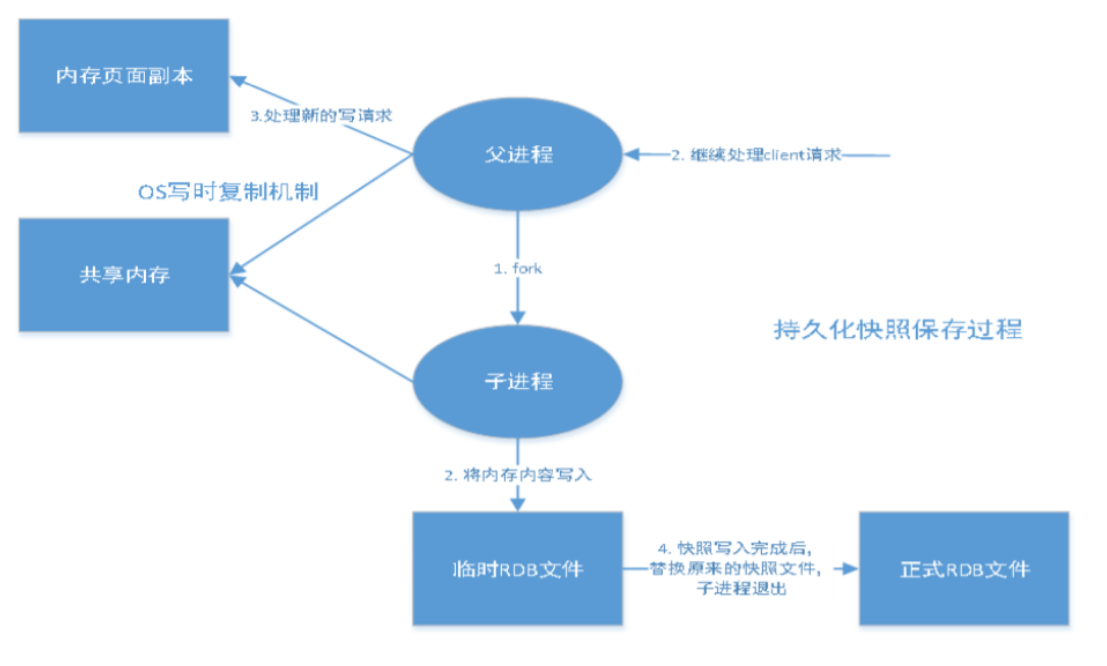 内存页面副本
3.处理新的写请求
父进程
2. 继续处理client请求
OS写时复制机制
共享内存
1. fork
持久化快照保存过程
子进程
2. 将内存内容写入
临时RDB文件
4. 快照写入完成后,
替换原来的快照文件,
子进程退出
正式RDB文件